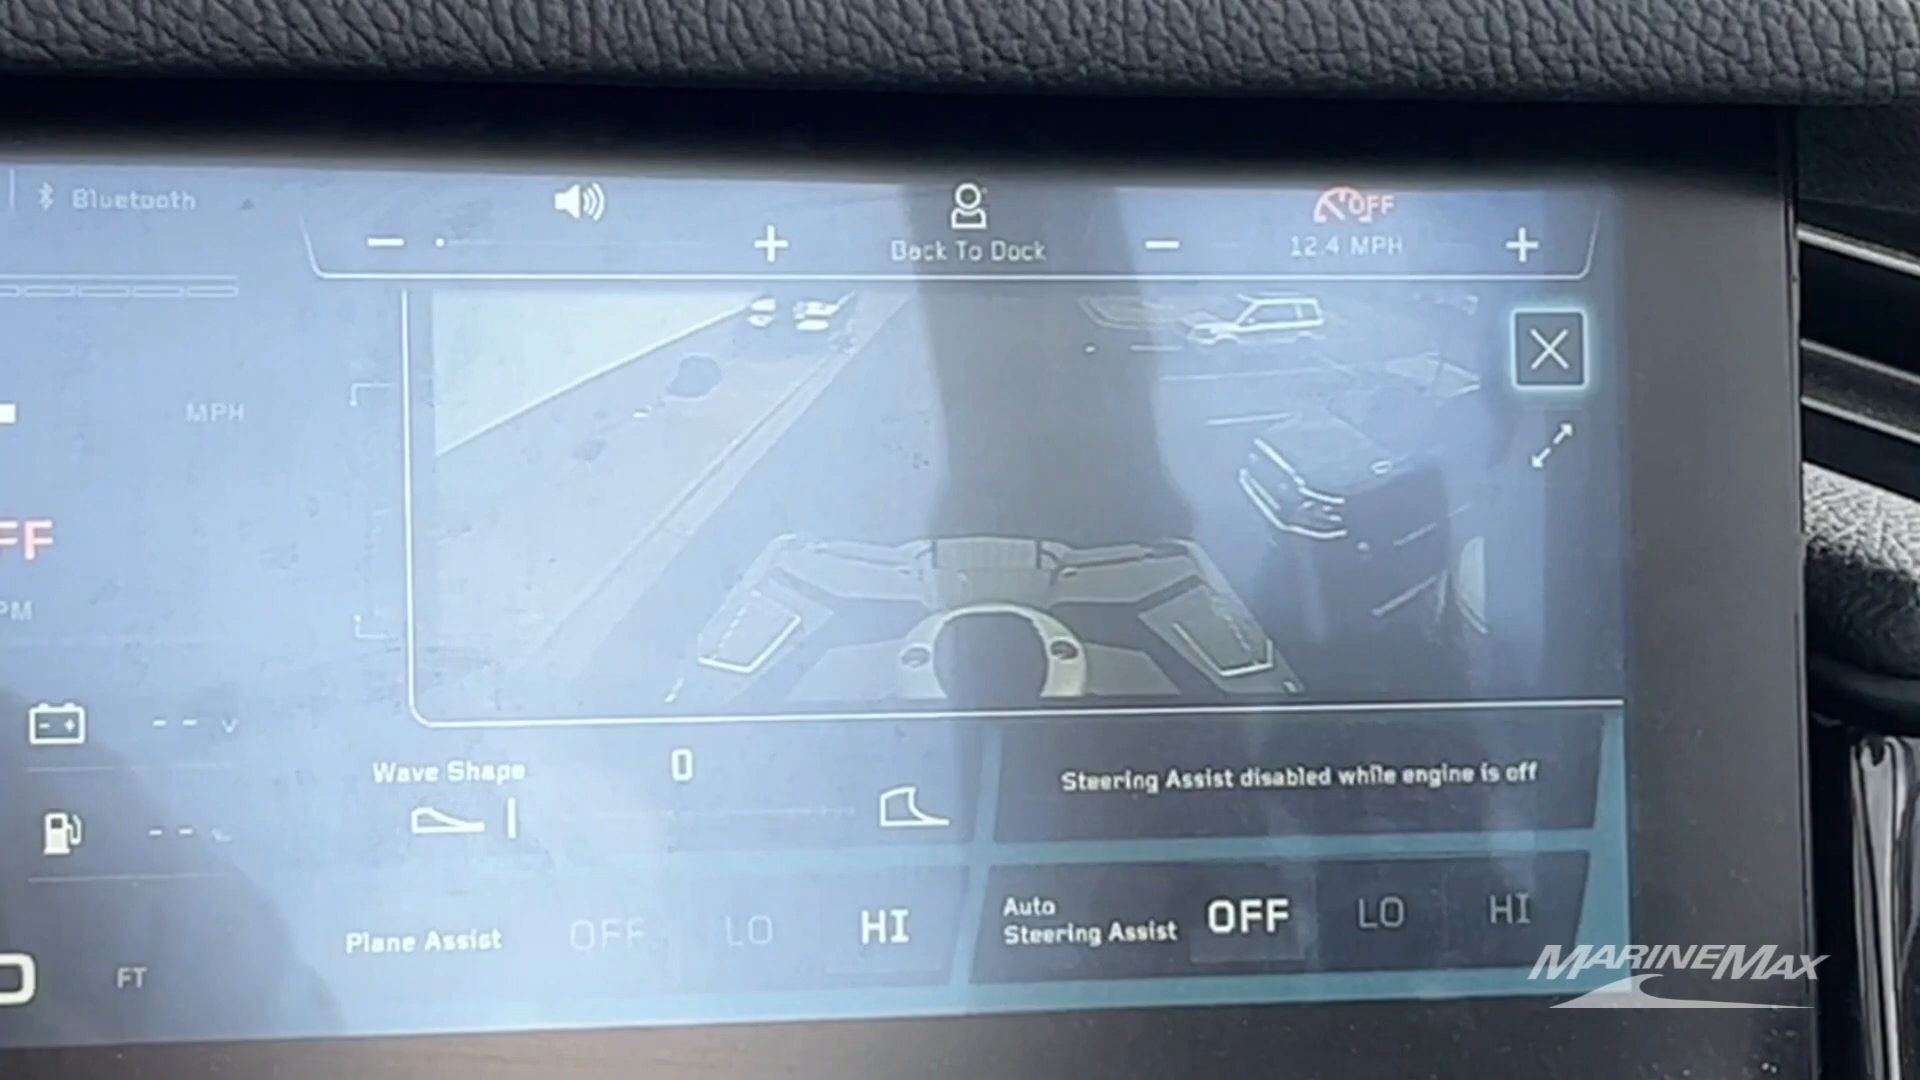 Bluetooth
Back To Dock
OFF
12.4 MPH
MPH
FF
PM
-- V
Wave Shape
0
Steering Assist disabled while engine is off
--
Plane Assist
OFF LO HI
Auto
Steering Assist
OFF LO HI
FT
MARINEMAX